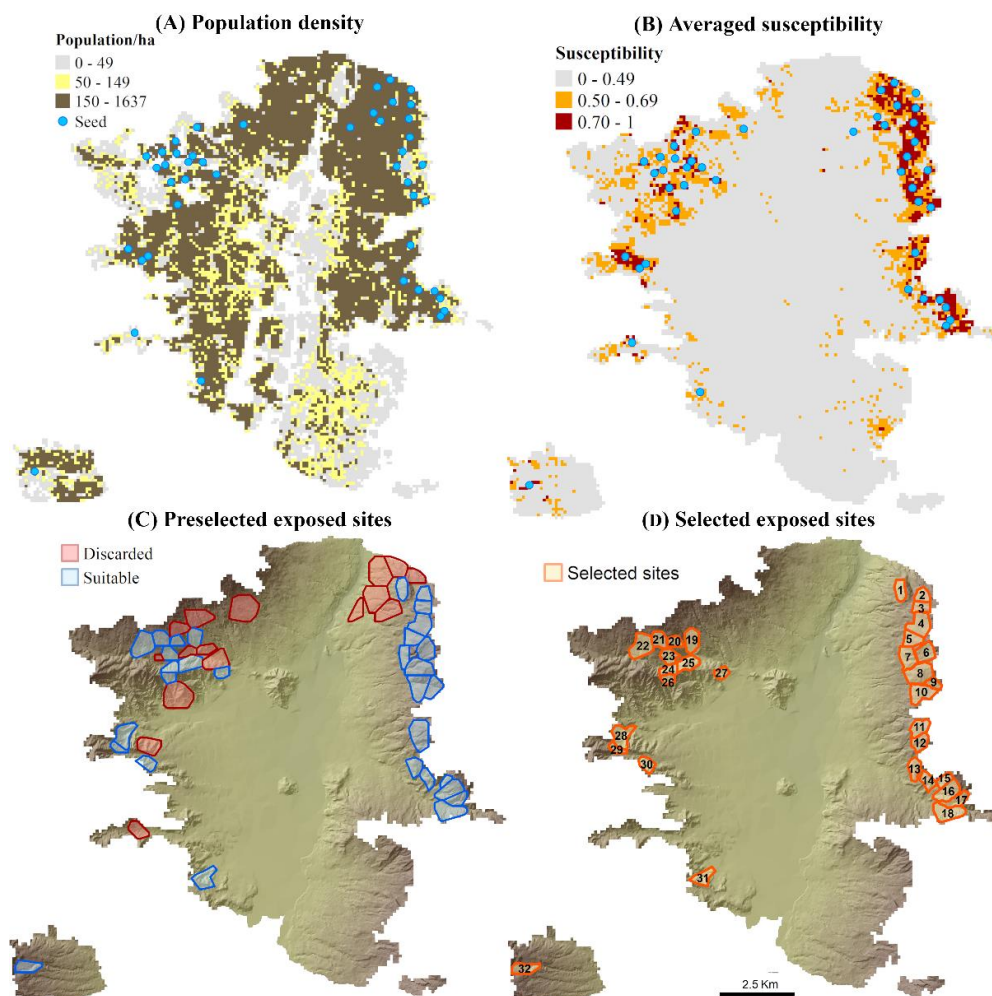 (A) Population density
Population/ha
0 - 49
50 - 149
150 - 1637
Seed
(B) Averaged susceptibility
Susceptibility
0 - 0.49
0.50 - 0.69
0.70 - 1
(C) Preselected exposed sites
Discarded
Suitable
(D) Selected exposed sites
Selected sites
1
2
3
4
5
6
7
8
9
10
11
12
13
14
15
16
17
18
19
20
21
22
23
24
25
26
27
28
29
30
31
32
2.5 Km